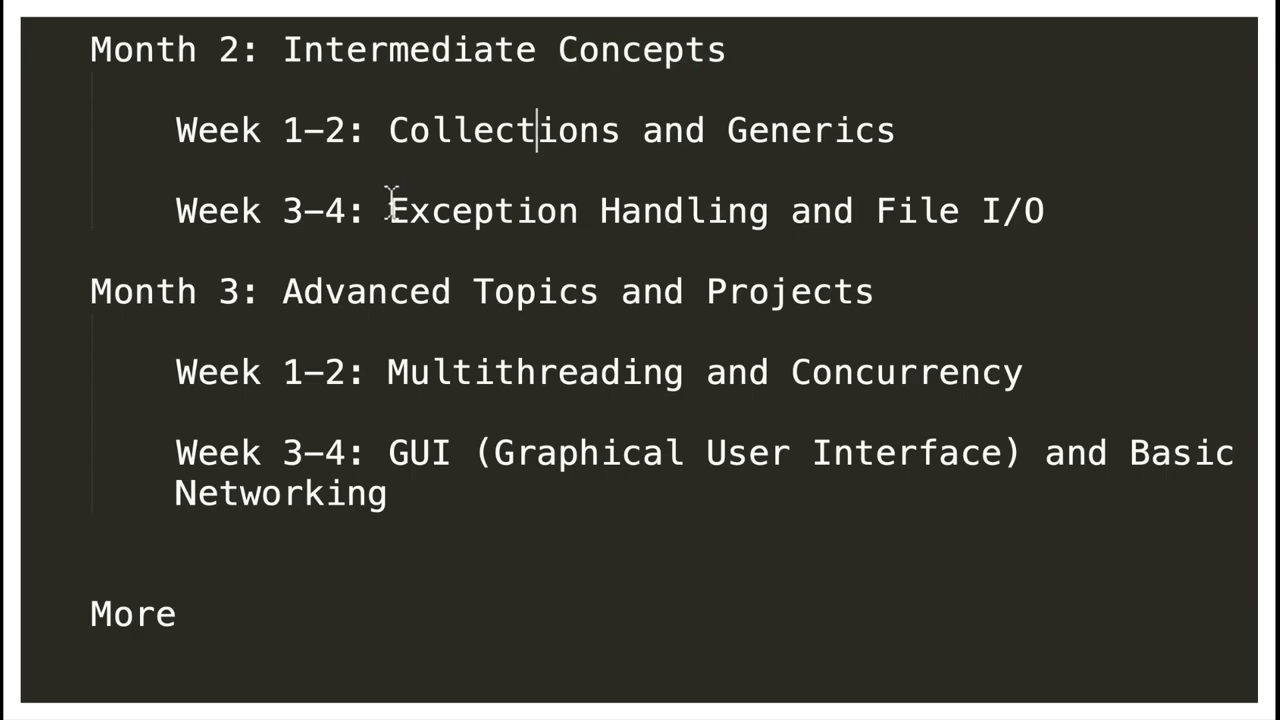 Month 2: Intermediate Concepts
Week 1–2: Collections and Generics
Week 3–4: Exception Handling and File I/O
Month 3: Advanced Topics and Projects
Week 1–2: Multithreading and Concurrency
Week 3–4: GUI (Graphical User Interface) and Basic
Networking
More